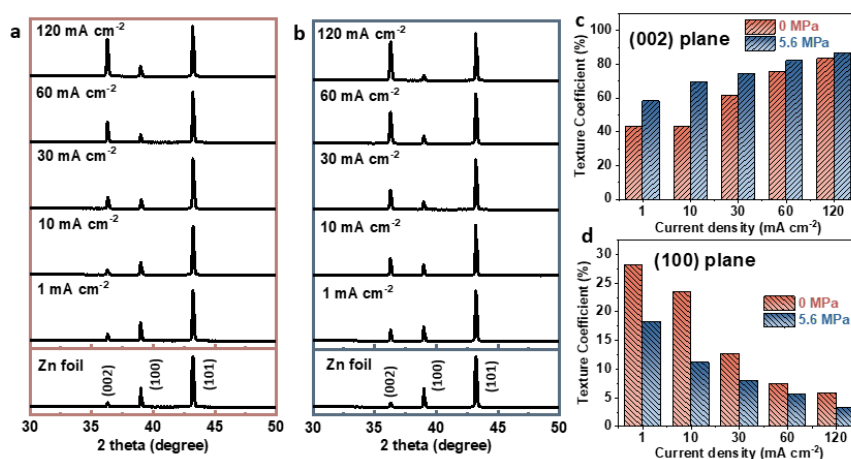 a
120 mA cm-2
60 mA cm-2
30 mA cm-2
10 mA cm-2
1 mA cm-2
Zn foil
(002)
(100)
(101)
30 35 40 45 50
2 theta (degree)
b
120 mA cm-2
60 mA cm-2
30 mA cm-2
10 mA cm-2
1 mA cm-2
Zn foil
(002)
(100)
(101)
30 35 40 45 50
2 theta (degree)
c
(002) plane
0 MPa
5.6 MPa
Texture Coefficient (%)
100
80
60
40
20
0
1 10 30 60 120
Current density (mA cm-2)
d
(100) plane
0 MPa
5.6 MPa
Texture Coefficient (%)
30
25
20
15
10
5
0
1 10 30 60 120
Current density (mA cm-2)